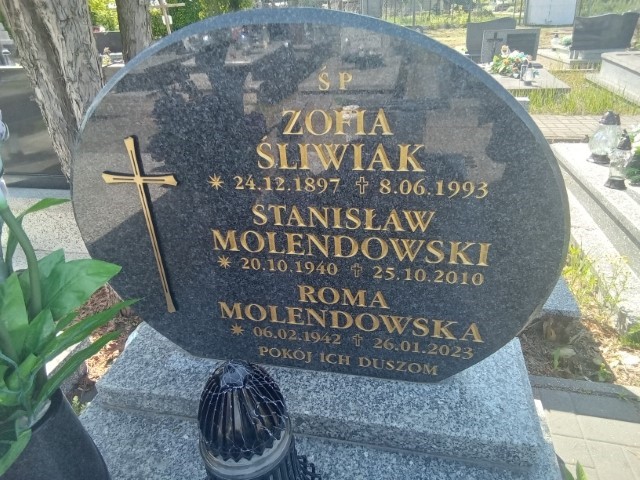 Ś P
ZOFIA
ŚLIWIAK
* 24.12.1897 ✝ 8.06.1993
STANISŁAW
MOLENDOWSKI
* 20.10.1940 ✝ 25.10.2010
ROMA
MOLENDOWSKA
* 06.02.1942 ✝ 26.01.2023
POKÓJ ICH DUSZOM